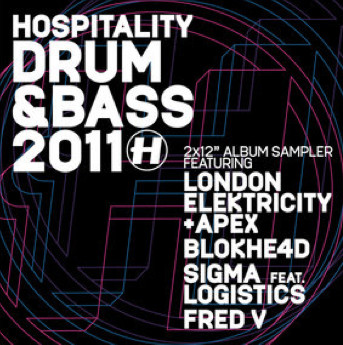 HOSPITALITY
DRUM
&BASS
2011 H
2x12" ALBUM SAMPLER
FEATURING
LONDON
ELEKTRICITY
+APEX
BLOKHE4D
SIGMA FEAT.
LOGISTICS
FRED V